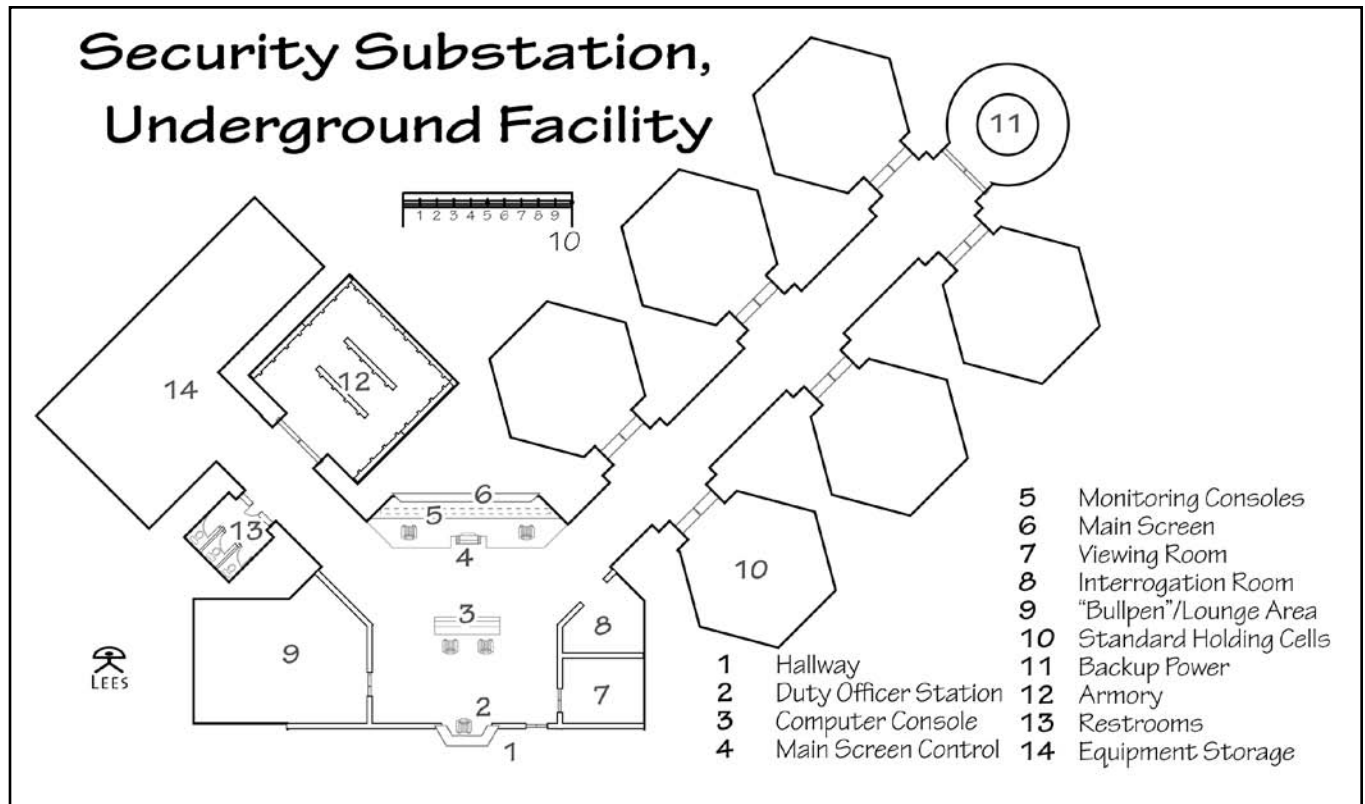 Security Substation,
Underground Facility
1 2 3 4 5 6 7 8 9
10
11
14
12
6
5
13
4
10
3
8
9
7
2
1
LEES
1 Hallway
2 Duty Officer Station
3 Computer Console
4 Main Screen Control
5 Monitoring Consoles
6 Main Screen
7 Viewing Room
8 Interrogation Room
9 “Bullpen”/Lounge Area
10 Standard Holding Cells
11 Backup Power
12 Armory
13 Restrooms
14 Equipment Storage